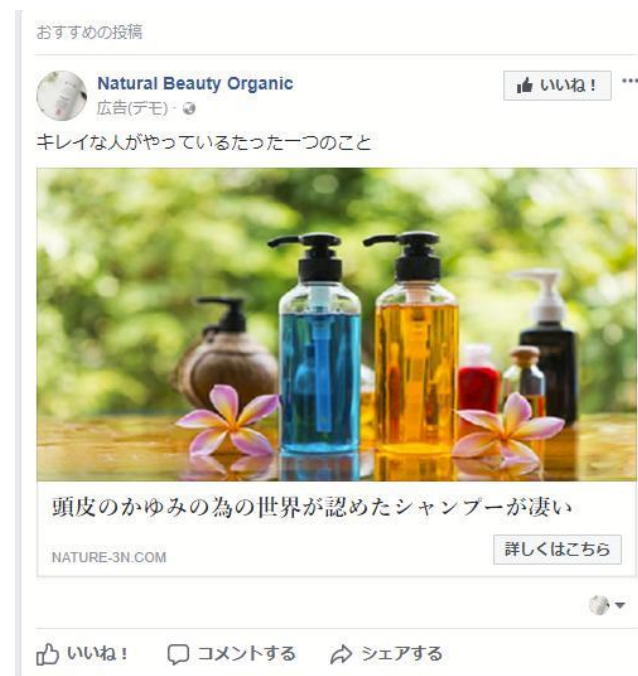 おすすめの投稿
Natural Beauty Organic
いいね！
広告(デモ) ·
キレイな人がやっているたった一つのこと
頭皮のかゆみの為の世界が認めたシャンプーが凄い
NATURE-3N.COM
詳しくはこちら
いいね！ コメントする シェアする